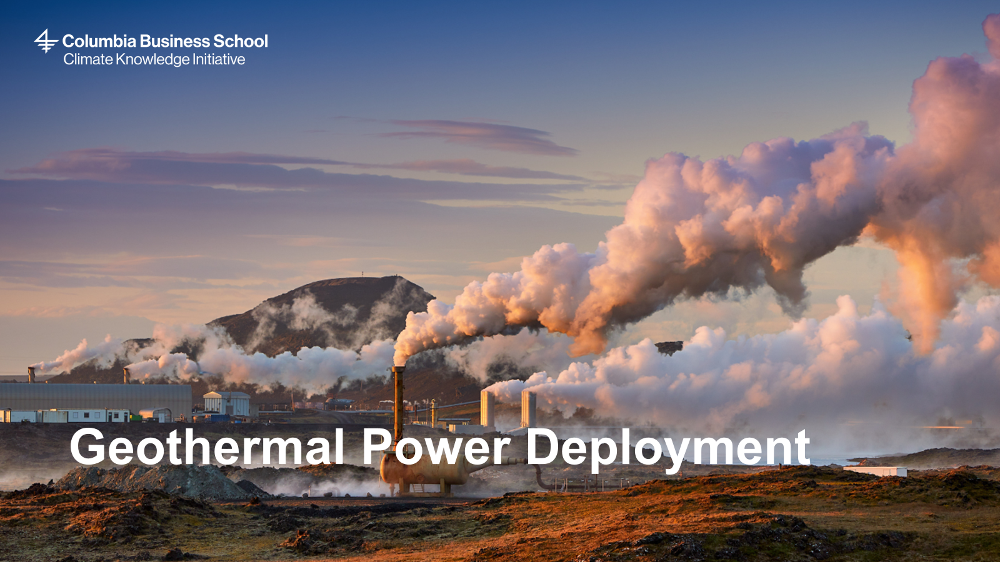 Columbia Business School
Climate Knowledge Initiative
Geothermal Power Deployment